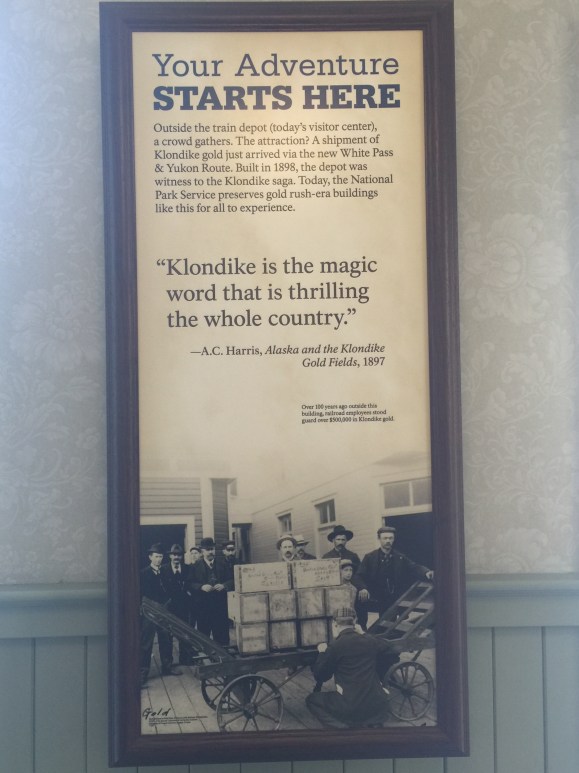 Your Adventure
STARTS HERE
Outside the train depot (today's visitor center),
a crowd gathers. The attraction? A shipment of
Klondike gold just arrived via the new White Pass
& Yukon Route. Built in 1898, the depot was
witness to the Klondike saga. Today, the National
Park Service preserves gold rush-era buildings
like this for all to experience.
“Klondike is the magic
word that is thrilling
the whole country.”
—A.C. Harris, Alaska and the Klondike
Gold Fields, 1897
Over 100 years ago outside this
building, railroad employees stood
guard over $900,000 in Klondike gold.
Gold